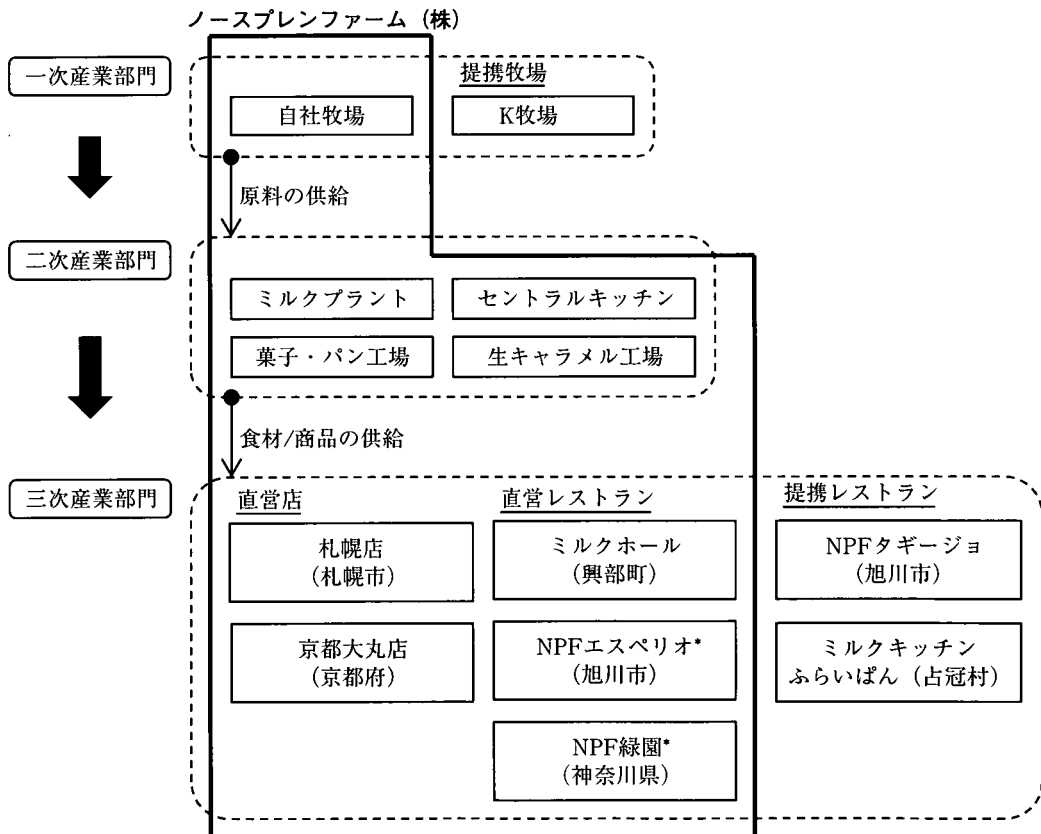 ノースプレンファーム（株）
一次産業部門
提携牧場
自社牧場
K牧場
原料の供給
二次産業部門
ミルクプラント
セントラルキッチン
菓子・パン工場
生キャラメル工場
食材/商品の供給
三次産業部門
直営店
直営レストラン
提携レストラン
札幌店
（札幌市）
ミルクホール
（興部町）
NPFタギージョ
（旭川市）
京都大丸店
（京都府）
NPFエスペリオ*
（旭川市）
ミルクキッチン
ふらいぱん（占冠村）
NPF緑園*
（神奈川県）